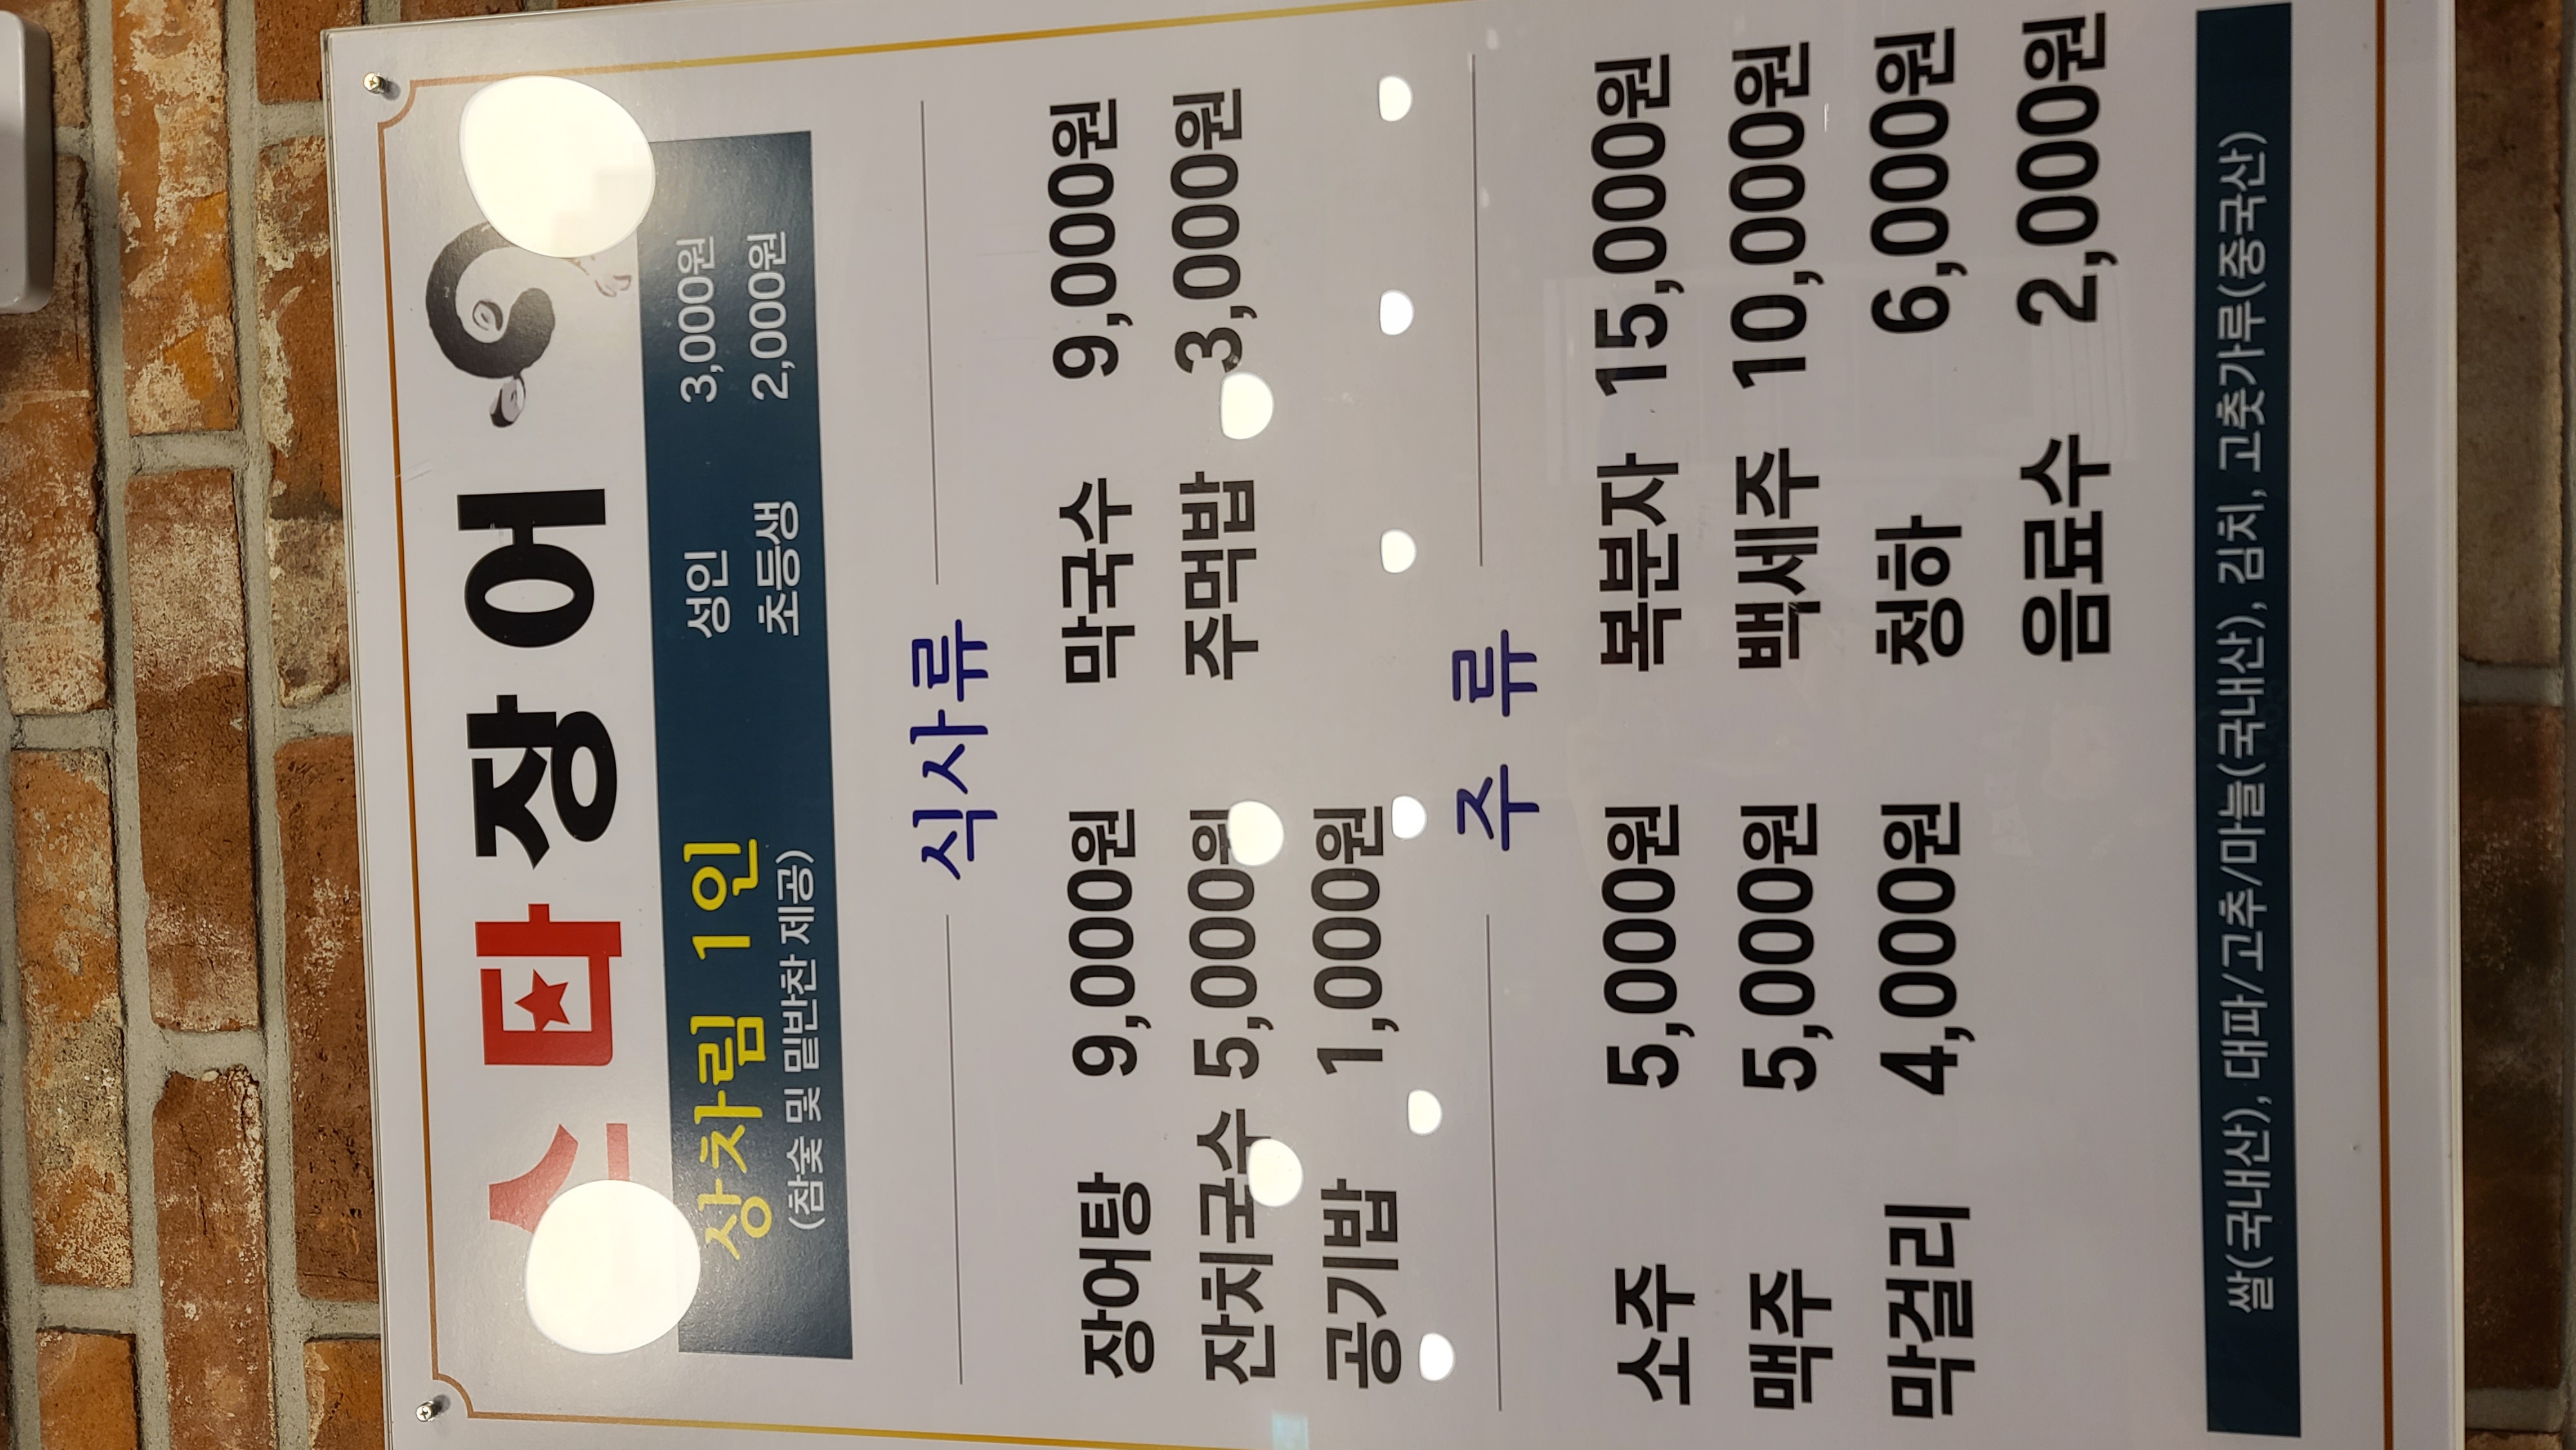 스타장어
상차림 1인 성인 3,000원
(참숯 및 밑반찬 제공) 초등생 2,000원
식사류
장어탕 9,000원 막국수 9,000원
잔치국수 5,000원 주먹밥 3,000원
공기밥 1,000원
주 류
소주 5,000원 복분자 15,000원
맥주 5,000원 백세주 10,000원
막걸리 4,000원 청하 6,000원
음료수 2,000원
쌀(국내산), 대파/고추/마늘(국내산), 김치, 고춧가루(중국산)